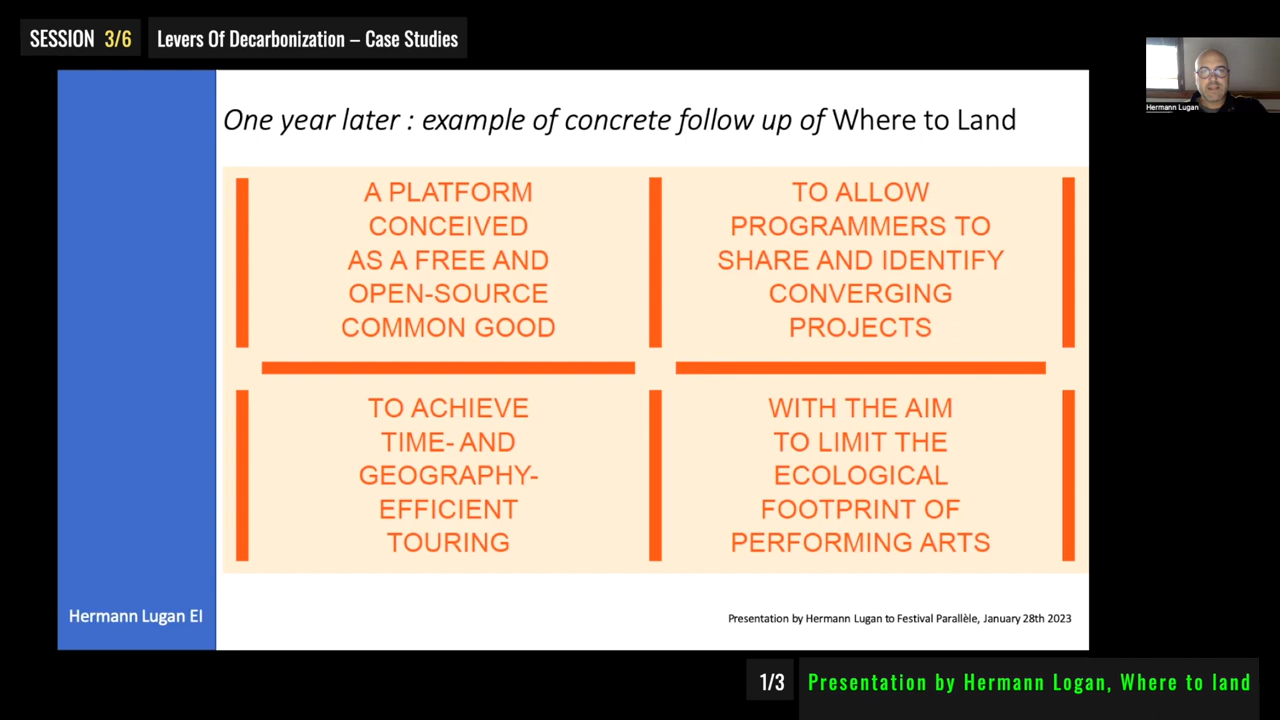 SESSION 3/6 Levers Of Decarbonization – Case Studies
Hermann Lugan
One year later : example of concrete follow up of Where to Land
A PLATFORM
CONCEIVED
AS A FREE AND
OPEN-SOURCE
COMMON GOOD
TO ALLOW
PROGRAMMERS TO
SHARE AND IDENTIFY
CONVERGING
PROJECTS
TO ACHIEVE
TIME- AND
GEOGRAPHY-
EFFICIENT
TOURING
WITH THE AIM
TO LIMIT THE
ECOLOGICAL
FOOTPRINT OF
PERFORMING ARTS
Hermann Lugan EI
Presentation by Hermann Lugan to Festival Parallèle, January 28th 2023
1/3 Presentation by Hermann Logan, Where to land